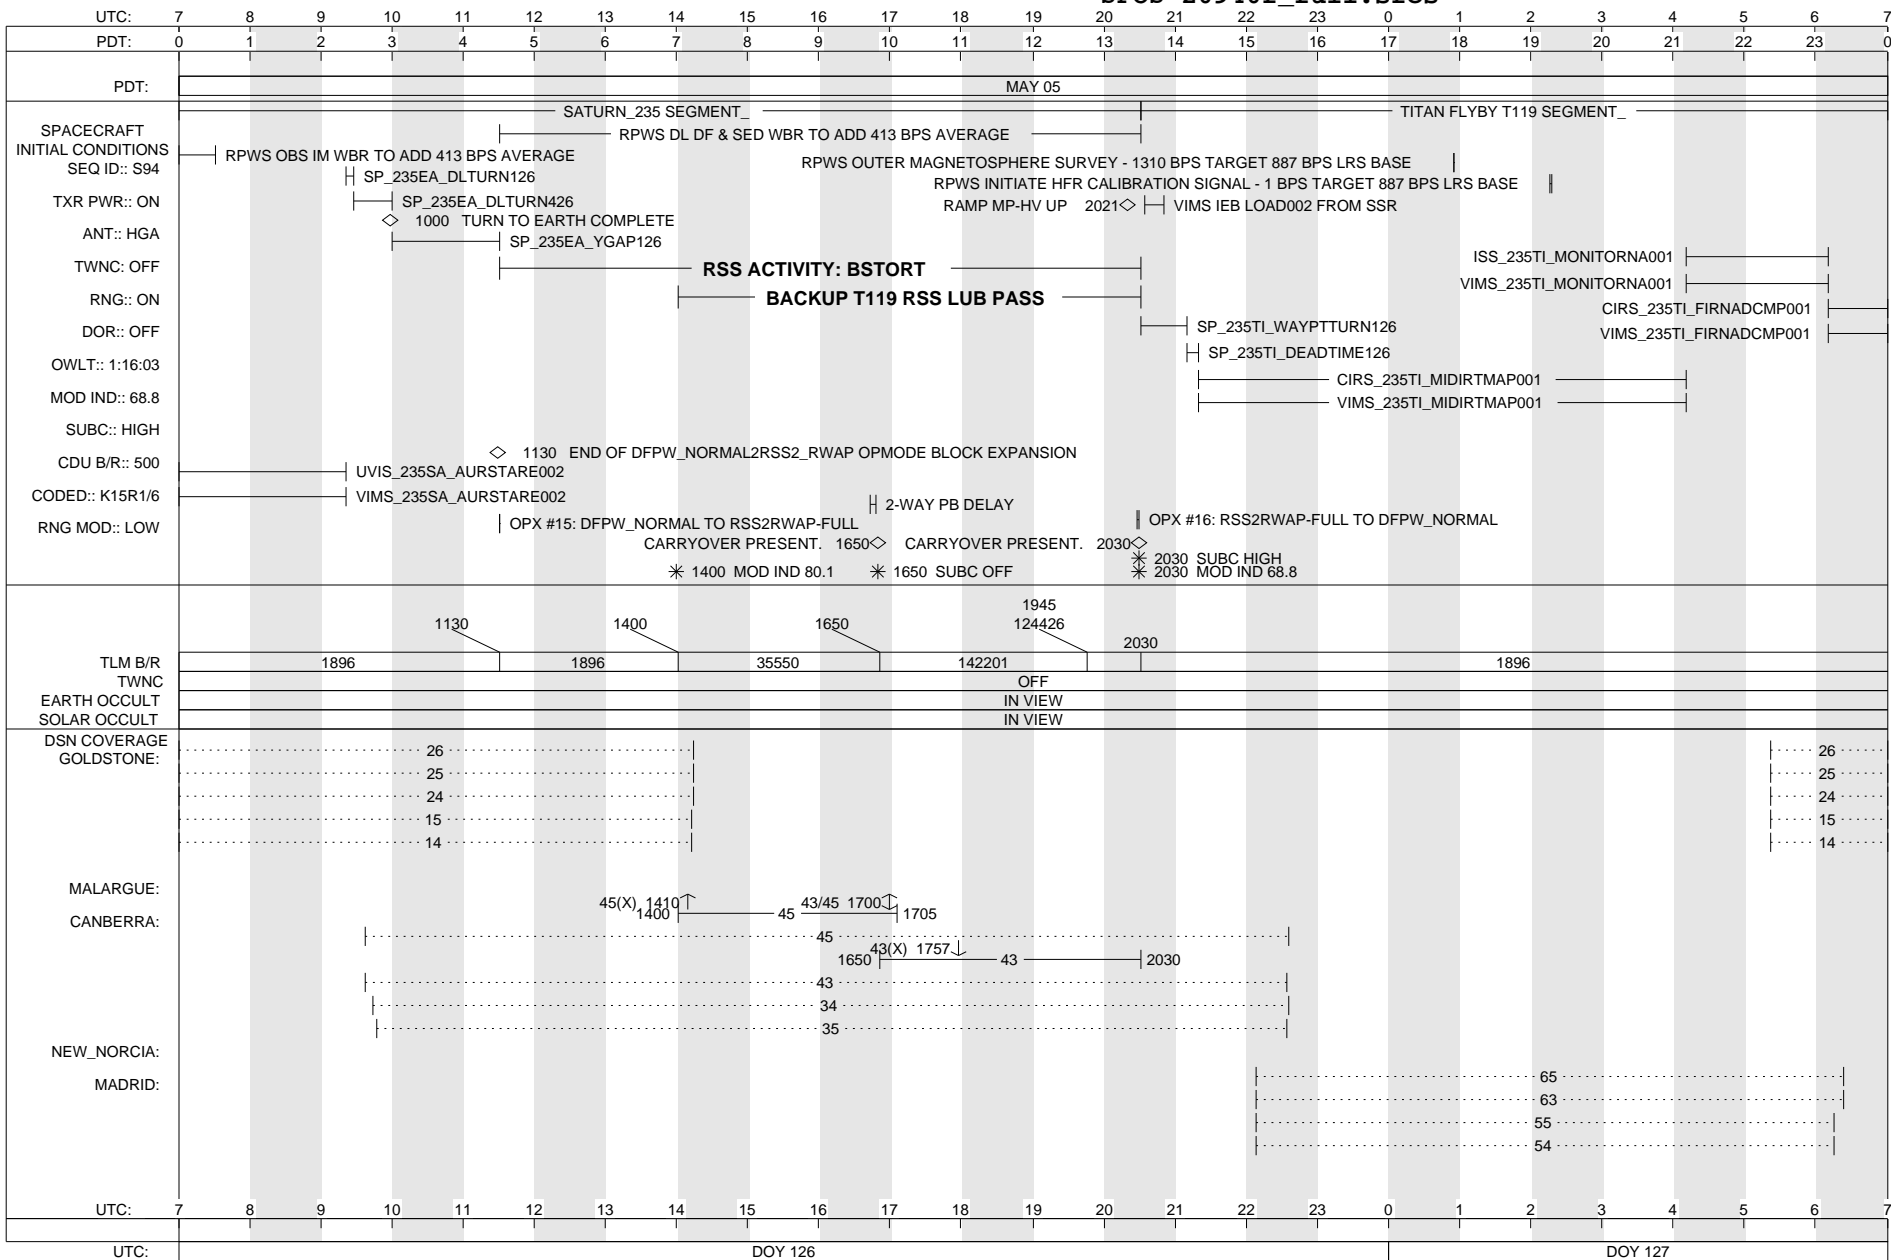 UTC: 7 8 9 10 11 12 13 14 15 16 17 18 19 20 21 22 23 0 1 2 3 4 5 6 7
PDT: 0 1 2 3 4 5 6 7 8 9 10 11 12 13 14 15 16 17 18 19 20 21 22 23 0
PDT: MAY 05
SATURN_235 SEGMENT_ TITAN FLYBY T119 SEGMENT_
SPACECRAFT
INITIAL CONDITIONS
SEQ ID:: S94
TXR PWR:: ON
ANT:: HGA
TWNC: OFF
RNG:: ON
DOR:: OFF
OWLT:: 1:16:03
MOD IND:: 68.8
SUBC:: HIGH
CDU B/R:: 500
CODED:: K15R1/6
RNG MOD:: LOW
RPWS DL DF & SED WBR TO ADD 413 BPS AVERAGE
RPWS OBS IM WBR TO ADD 413 BPS AVERAGE
RPWS OUTER MAGNETOSPHERE SURVEY - 1310 BPS TARGET 887 BPS LRS BASE
SP_235EA_DLTURN126
RPWS INITIATE HFR CALIBRATION SIGNAL - 1 BPS TARGET 887 BPS LRS BASE
SP_235EA_DLTURN426
RAMP MP-HV UP 2021 VIMS IEB LOAD002 FROM SSR
1000 TURN TO EARTH COMPLETE
SP_235EA_YGAP126
ISS_235TI_MONITORNA001
RSS ACTIVITY: BSTORT
VIMS_235TI_MONITORNA001
BACKUP T119 RSS LUB PASS
CIRS_235TI_FIRNADCMP001
SP_235TI_WAYPTTURN126
VIMS_235TI_FIRNADCMP001
SP_235TI_DEADTIME126
CIRS_235TI_MIDIRTMAP001
VIMS_235TI_MIDIRTMAP001
1130 END OF DFPW_NORMAL2RSS2_RWAP OPMODE BLOCK EXPANSION
UVIS_235SA_AURSTARE002
VIMS_235SA_AURSTARE002
2-WAY PB DELAY
OPX #15: DFPW_NORMAL TO RSS2RWAP-FULL OPX #16: RSS2RWAP-FULL TO DFPW_NORMAL
CARRYOVER PRESENT. 1650 CARRYOVER PRESENT. 2030
2030 SUBC HIGH
1400 MOD IND 80.1 1650 SUBC OFF 2030 MOD IND 68.8
1945
1130 1400 1650 124426
2030
TLM B/R 1896 1896 35550 142201 1896
TWNC OFF
EARTH OCCULT IN VIEW
SOLAR OCCULT IN VIEW
DSN COVERAGE
GOLDSTONE:
26 26
25 25
24 24
15 15
14 14
MALARGUE:
CANBERRA:
45(X) 1410 43/45 1700
1400 45 1705
45
43(X) 1757
1650 43 2030
43
34
35
NEW_NORCIA:
MADRID:
65
63
55
54
UTC: 7 8 9 10 11 12 13 14 15 16 17 18 19 20 21 22 23 0 1 2 3 4 5 6 7
UTC: DOY 126 DOY 127